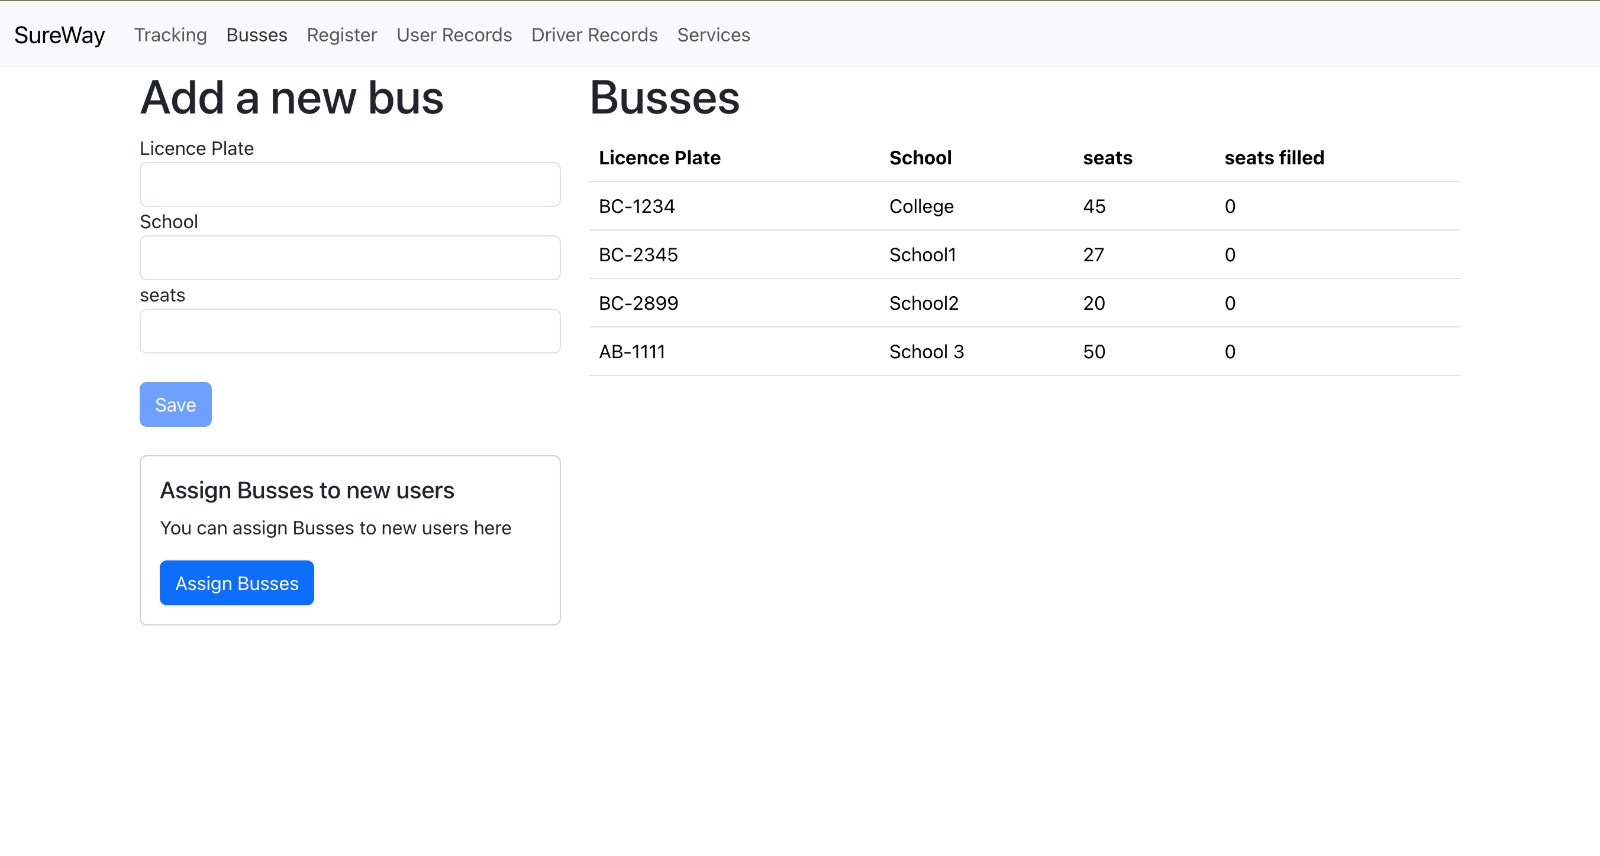 SureWay Tracking Busses Register User Records Driver Records Services
Add a new bus
Licence Plate
School
seats
Save
Assign Busses to new users
You can assign Busses to new users here
Assign Busses
Busses
Licence Plate School seats seats filled
BC-1234 College 45 0
BC-2345 School1 27 0
BC-2899 School2 20 0
AB-1111 School 3 50 0